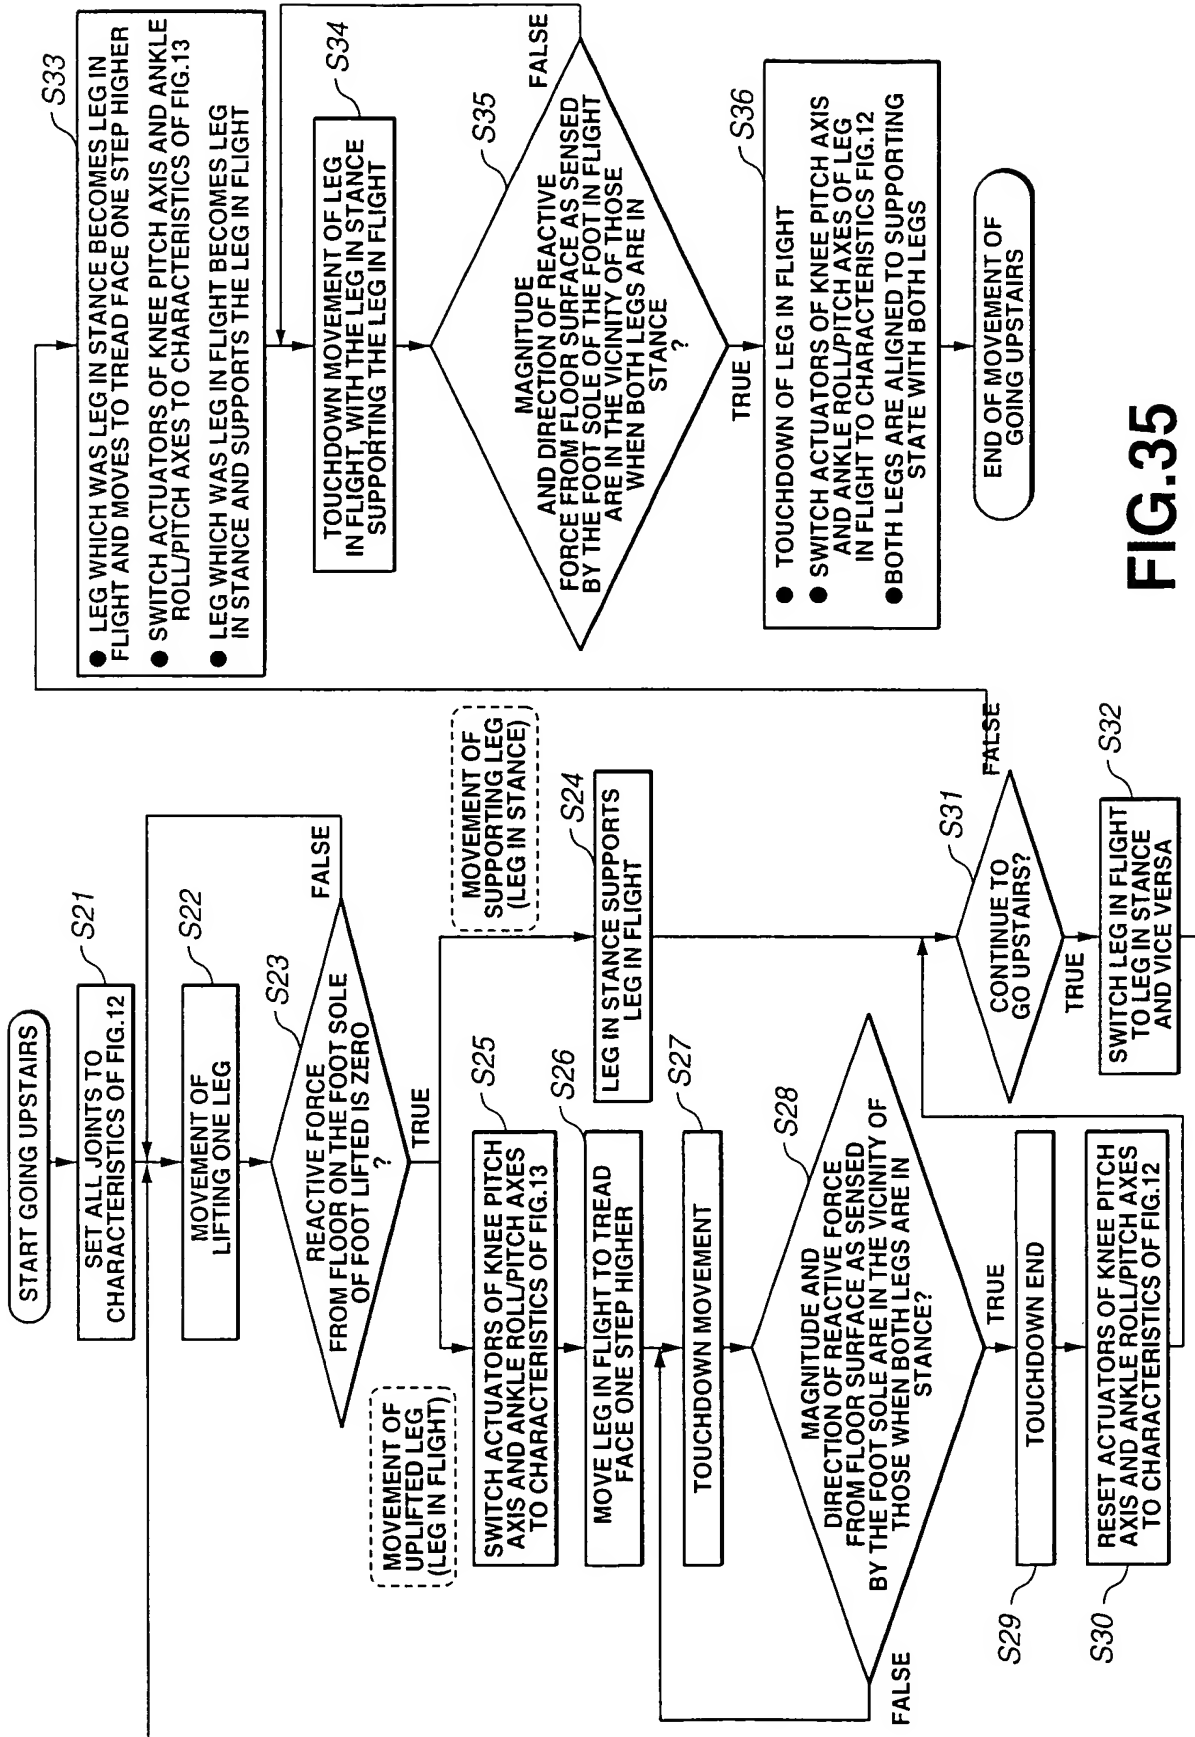 START GOING UPSTAIRS
S21
SET ALL JOINTS TO
CHARACTERISTICS OF FIG.12
S22
MOVEMENT OF
LIFTING ONE LEG
S23
REACTIVE FORCE
FROM FLOOR ON THE FOOT SOLE
OF FOOT LIFTED IS ZERO
?
FALSE
TRUE
MOVEMENT OF
UPLIFTED LEG
(LEG IN FLIGHT)
MOVEMENT OF
SUPPORTING LEG
(LEG IN STANCE)
S24
LEG IN STANCE SUPPORTS
LEG IN FLIGHT
S25
SWITCH ACTUATORS OF KNEE PITCH
AXIS AND ANKLE ROLL/PITCH AXES
TO CHARACTERISTICS OF FIG.13
S26
MOVE LEG IN FLIGHT TO TREAD
FACE ONE STEP HIGHER
S27
TOUCHDOWN MOVEMENT
S28
MAGNITUDE AND
DIRECTION OF REACTIVE FORCE
FROM FLOOR SURFACE AS SENSED
BY THE FOOT SOLE ARE IN THE VICINITY OF
THOSE WHEN BOTH LEGS ARE IN
STANCE?
FALSE
TRUE
S29
TOUCHDOWN END
S30
RESET ACTUATORS OF KNEE PITCH
AXIS AND ANKLE ROLL/PITCH AXES
TO CHARACTERISTICS OF FIG.12
S31
CONTINUE TO
GO UPSTAIRS?
FALSE
TRUE
S32
SWITCH LEG IN FLIGHT
TO LEG IN STANCE
AND VICE VERSA
S33
● LEG WHICH WAS LEG IN STANCE BECOMES LEG IN
FLIGHT AND MOVES TO TREAD FACE ONE STEP HIGHER
● SWITCH ACTUATORS OF KNEE PITCH AXIS AND ANKLE
ROLL/PITCH AXES TO CHARACTERISTICS OF FIG.13
● LEG WHICH WAS LEG IN FLIGHT BECOMES LEG
IN STANCE AND SUPPORTS THE LEG IN FLIGHT
S34
TOUCHDOWN MOVEMENT OF LEG
IN FLIGHT, WITH THE LEG IN STANCE
SUPPORTING THE LEG IN FLIGHT
S35
MAGNITUDE
AND DIRECTION OF REACTIVE
FORCE FROM FLOOR SURFACE AS SENSED
BY THE FOOT SOLE OF THE FOOT IN FLIGHT
ARE IN THE VICINITY OF THOSE
WHEN BOTH LEGS ARE IN
STANCE
?
FALSE
TRUE
S36
● TOUCHDOWN OF LEG IN FLIGHT
● SWITCH ACTUATORS OF KNEE PITCH AXIS
AND ANKLE ROLL/PITCH AXES OF LEG
IN FLIGHT TO CHARACTERISTICS FIG.12
● BOTH LEGS ARE ALIGNED TO SUPPORTING
STATE WITH BOTH LEGS
END OF MOVEMENT OF
GOING UPSTAIRS
FIG.35